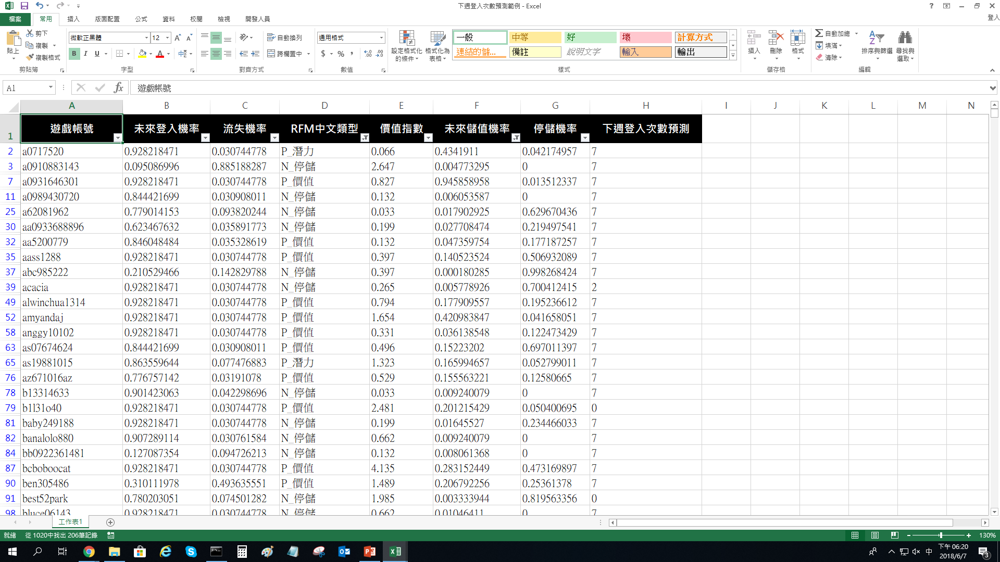 下週登入次數預測範例 - Excel
檔案 常用 插入 版面配置 公式 資料 校閱 檢視 開發人員 登入
貼上 剪下 複製 複製格式 剪貼簿
微軟正黑體 12 B I U 字型
自動換列 跨欄置中 對齊方式
通用格式 $ % 數值
設定格式化的條件 格式化為表格
一般 中等 好 壞 計算方式
連結的儲... 備註 說明文字 輸入 輸出
樣式
插入 刪除 格式 儲存格
自動加總 填滿 清除 排序與篩選 尋找與選取 編輯
A1 fx 遊戲帳號
A B C D E F G H I J K L M N
1 遊戲帳號 未來登入機率 流失機率 RFM中文類型 價值指數 未來儲值機率 停儲機率 下週登入次數預測
2 a0717520 0.928218471 0.030744778 P_潛力 0.066 0.4341911 0.042174957 7
3 a0910883143 0.095086996 0.885188287 N_停儲 2.647 0.004773295 0 7
7 a0931646301 0.928218471 0.030744778 P_價值 0.827 0.945858958 0.013512337 7
11 a0989430720 0.844421699 0.030908011 N_停儲 0.132 0.006053587 0 7
25 a62081962 0.779014153 0.093820244 N_停儲 0.033 0.017902925 0.629670436 7
30 aa0933688896 0.623467632 0.035891773 N_停儲 0.199 0.027708474 0.219497541 7
32 aa5200779 0.846048484 0.035328619 P_價值 0.132 0.047359754 0.177187257 7
35 aass1288 0.928218471 0.030744778 P_價值 0.397 0.140523524 0.506932089 7
37 abc985222 0.210529466 0.142829788 N_停儲 0.397 0.000180285 0.998268424 7
39 acacia 0.928218471 0.030744778 N_停儲 0.265 0.005778926 0.700412415 2
49 alwinchua1314 0.928218471 0.030744778 P_價值 0.794 0.177909557 0.195236612 7
52 amyandaj 0.928218471 0.030744778 P_價值 1.654 0.420983847 0.041658051 7
58 anggy10102 0.928218471 0.030744778 P_價值 0.331 0.036138548 0.122473429 7
63 as07674624 0.844421699 0.030908011 P_價值 0.496 0.15223202 0.697011397 7
65 as19881015 0.863559644 0.077476883 P_潛力 1.323 0.165994657 0.052799011 7
76 az671016az 0.776757142 0.03191078 P_價值 0.529 0.155563221 0.12580665 7
78 b13314633 0.901423063 0.042298696 N_停儲 0.033 0.009240079 0 7
79 b1l31o40 0.928218471 0.030744778 P_價值 2.481 0.201215429 0.050400695 0
81 baby249188 0.928218471 0.030744778 N_停儲 0.199 0.01645527 0.234466033 7
82 banalolo880 0.907289114 0.030761584 N_停儲 0.662 0.009240079 0 7
84 bb0922361481 0.127087354 0.094726213 N_停儲 0.132 0.008061368 0 7
87 bcboboocat 0.928218471 0.030744778 P_價值 4.135 0.283152449 0.473169897 7
90 ben305486 0.310111978 0.493635551 P_價值 1.489 0.206792256 0.25361378 7
91 best52park 0.780203051 0.074501282 N_停儲 1.985 0.003333944 0.819563356 0
98 bluce06143 0.928218471 0.030744778 N_停儲 0.662 0.01046411 0 7
工作表1
就緒 從 1020中找出 206筆記錄 130%
中 下午 06:20
2018/6/7 3